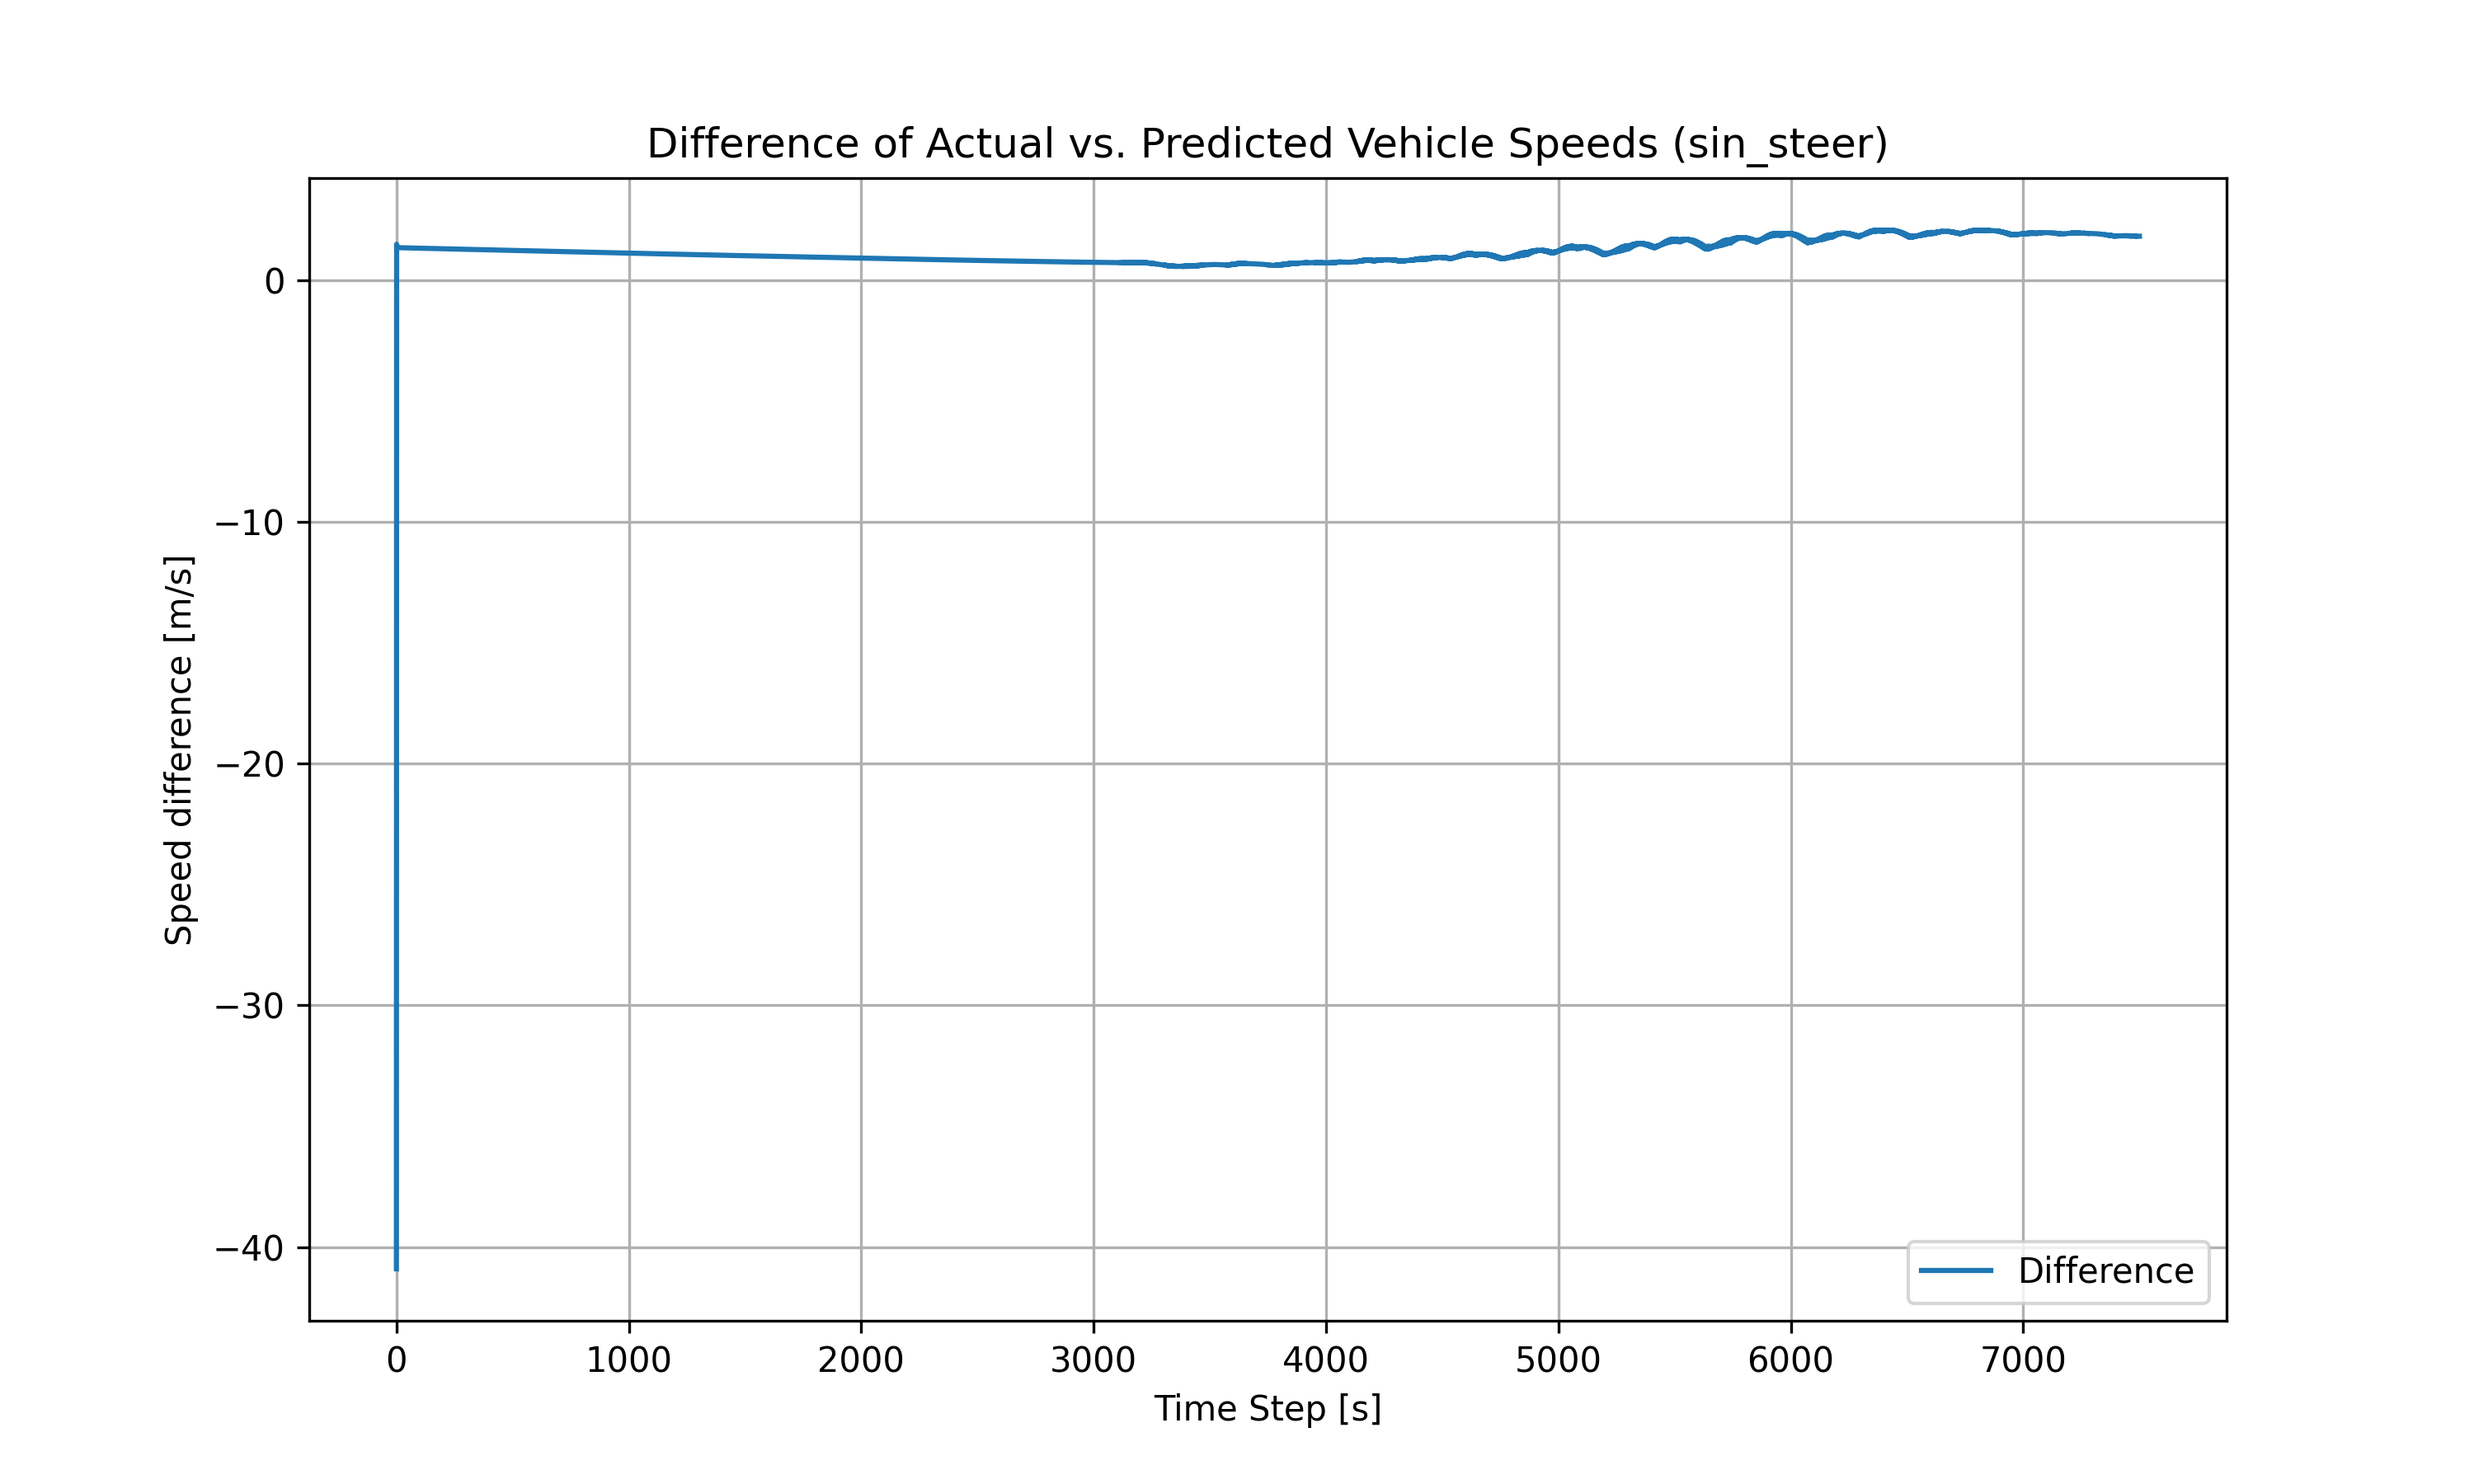 Difference of Actual vs. Predicted Vehicle Speeds (sin_steer)
Speed difference [m/s]
0
−10
−20
−30
−40
Difference
0 1000 2000 3000 4000 5000 6000 7000
Time Step [s]